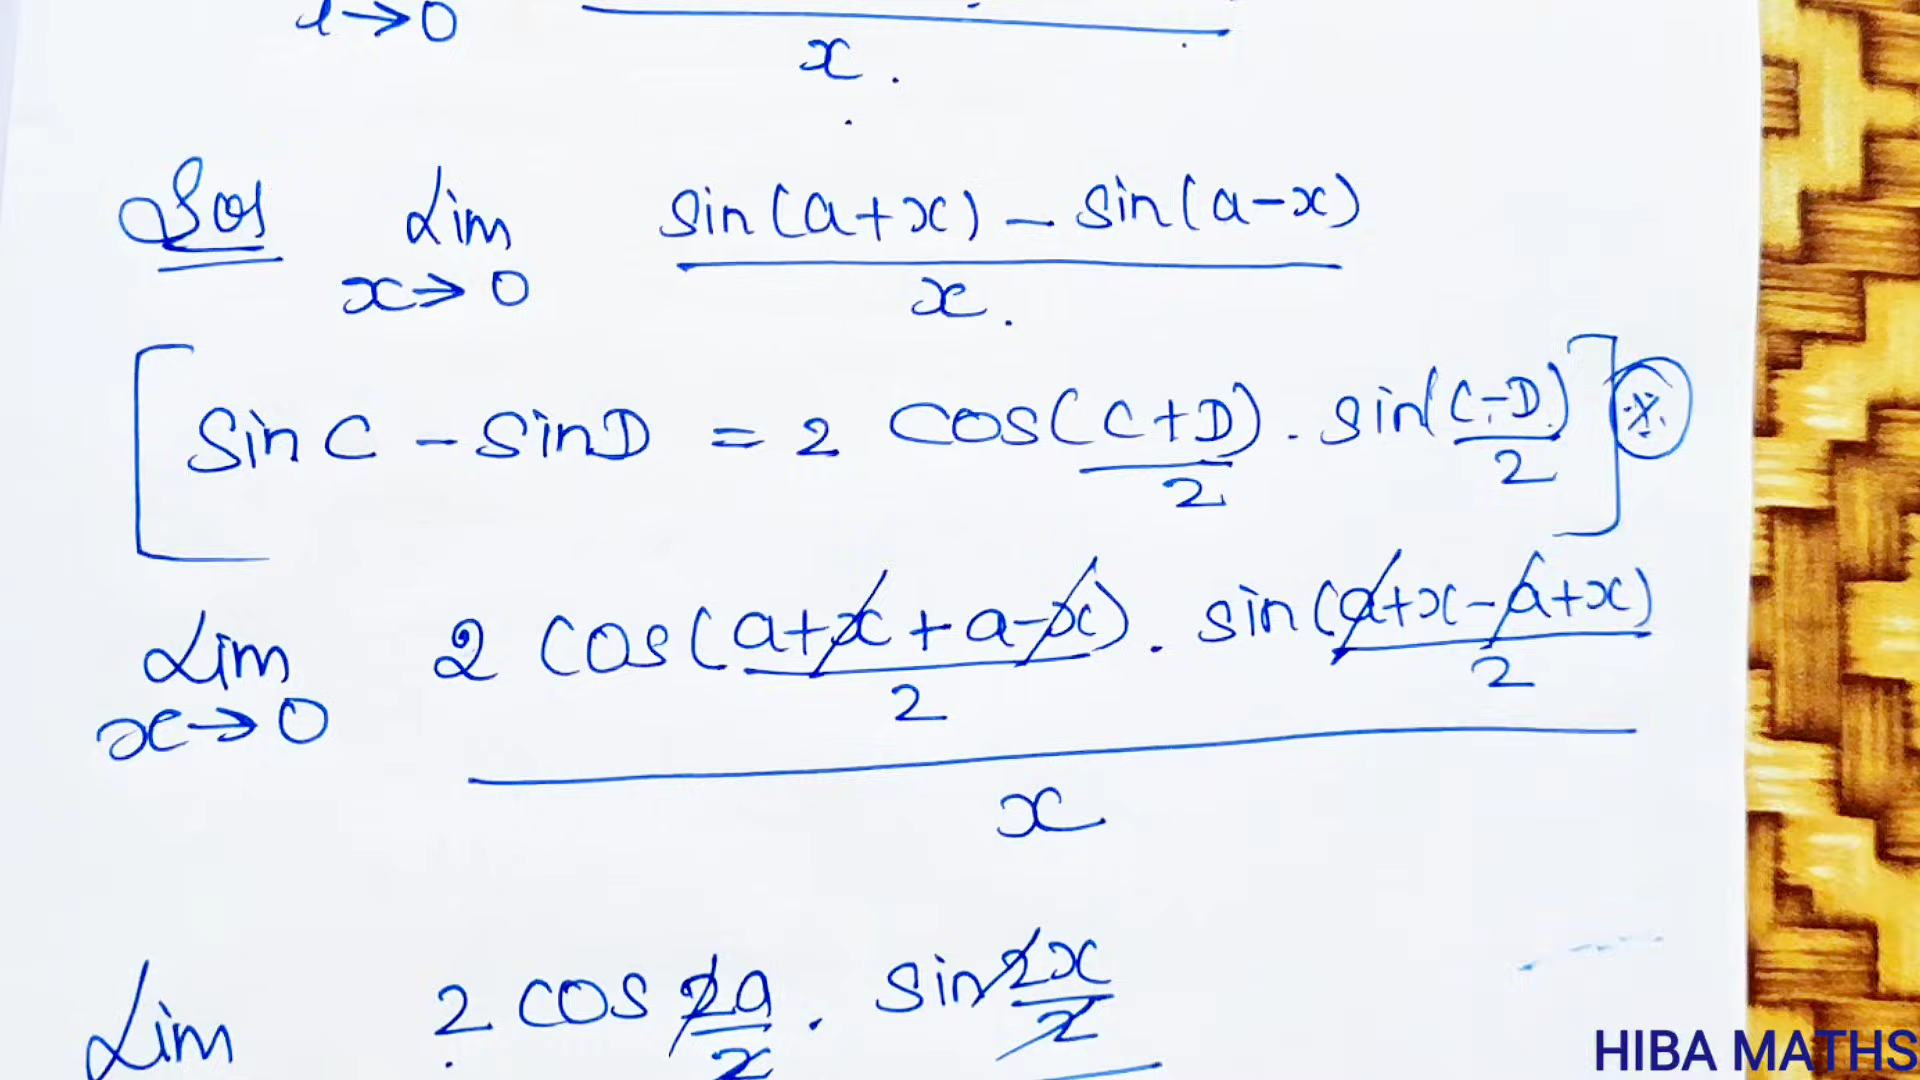 x→0
x.
Sol Lim x→0 sin(a+x) - sin(a-x) / x.
[sin C - sin D = 2 cos(C+D)/2 . sin(C-D)/2] *
Lim x→0 2 cos(a+x+a-x)/2 . sin(a+x-a+x)/2 / x
Lim 2 cos 2a/2 . sin 2x/2
HIBA MATHS